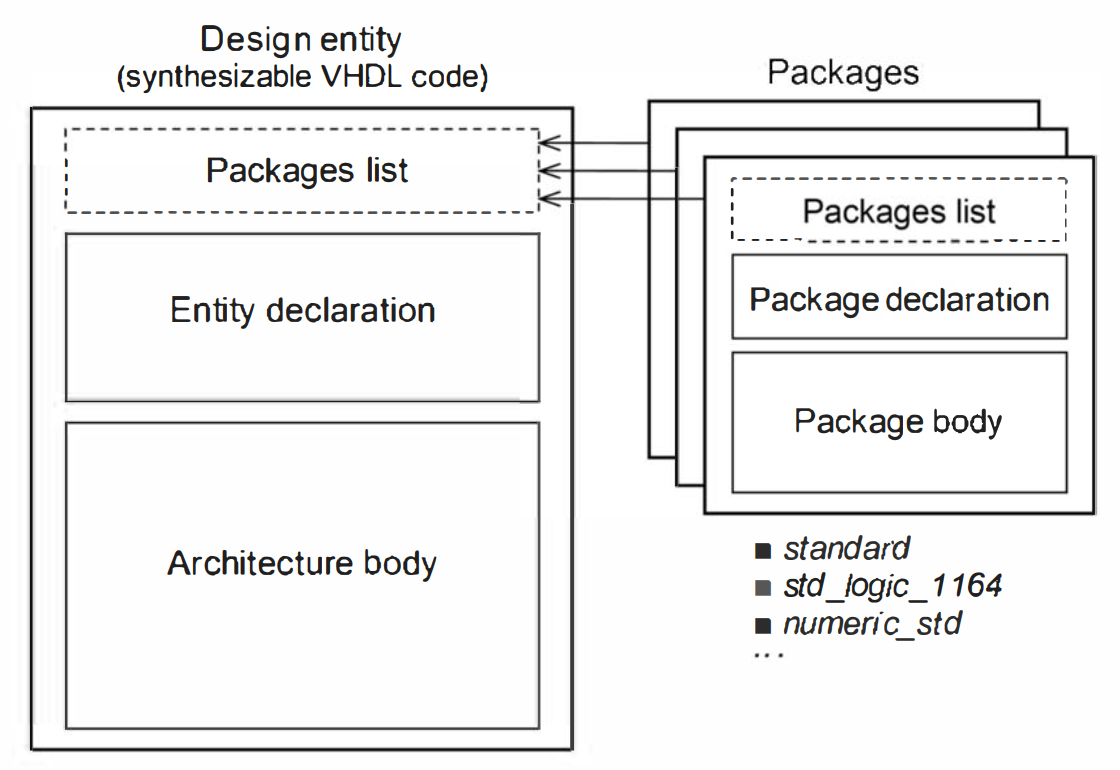 Design entity
(synthesizable VHDL code)
Packages list
Entity declaration
Architecture body
Packages
Packages list
Package declaration
Package body
■ standard
■ std_logic_1164
■ numeric_std
...